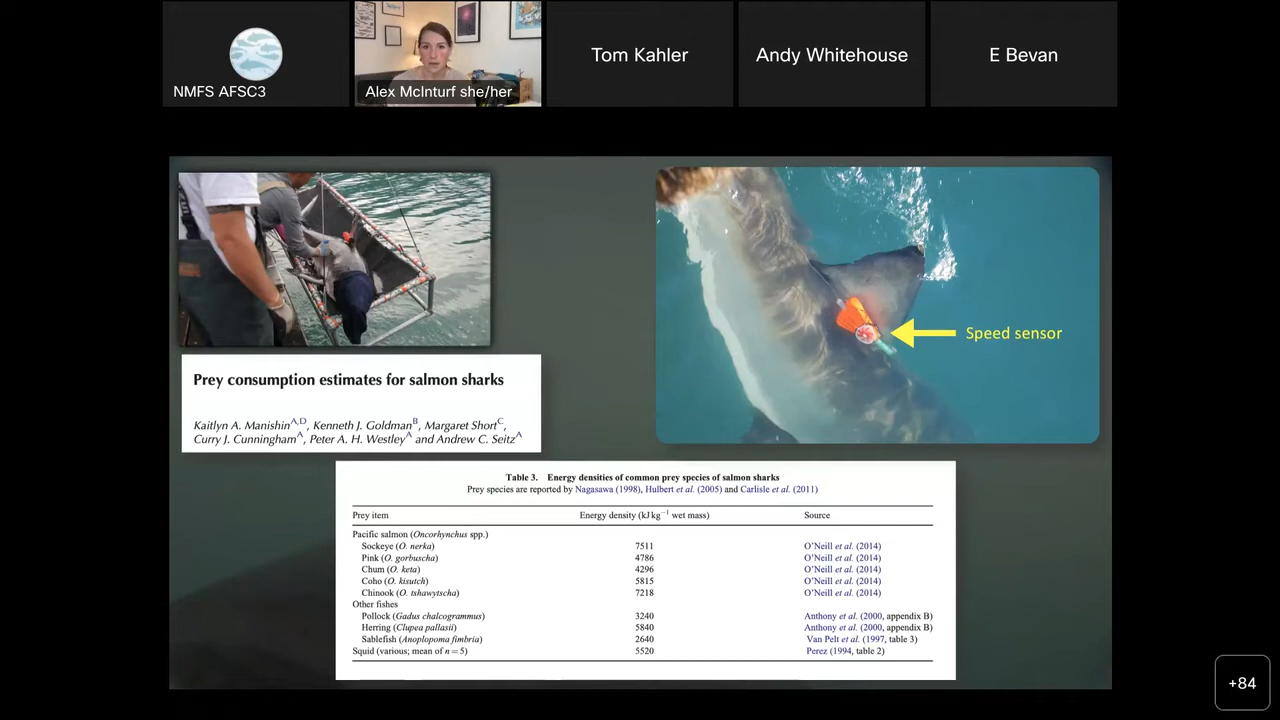 NMFS AFSC3
Alex McInturf she/her
Tom Kahler
Andy Whitehouse
E Bevan
Speed sensor
Prey consumption estimates for salmon sharks
Kaitlyn A. Manishin^A,D, Kenneth J. Goldman^B, Margaret Short^C,
Curry J. Cunningham^A, Peter A. H. Westley^A and Andrew C. Seitz^A
Table 3. Energy densities of common prey species of salmon sharks
Prey species are reported by Nagasawa (1998), Hulbert et al. (2005) and Carlisle et al. (2011)
Prey item Energy density (kJ kg⁻¹ wet mass) Source
Pacific salmon (Oncorhynchus spp.)
Sockeye (O. nerka) 7511 O'Neill et al. (2014)
Pink (O. gorbuscha) 4786 O'Neill et al. (2014)
Chum (O. keta) 4296 O'Neill et al. (2014)
Coho (O. kisutch) 5815 O'Neill et al. (2014)
Chinook (O. tshawytscha) 7218 O'Neill et al. (2014)
Other fishes
Pollock (Gadus chalcogrammus) 3240 Anthony et al. (2000, appendix B)
Herring (Clupea pallasii) 5840 Anthony et al. (2000, appendix B)
Sablefish (Anoplopoma fimbria) 2640 Van Pelt et al. (1997, table 3)
Squid (various; mean of n = 5) 5520 Perez (1994, table 2)
+84